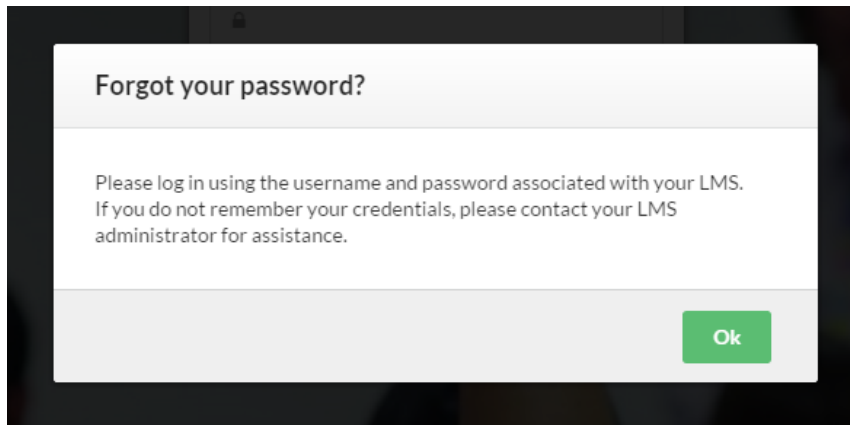 Forgot your password?
Please log in using the username and password associated with your LMS.
If you do not remember your credentials, please contact your LMS
administrator for assistance.
Ok